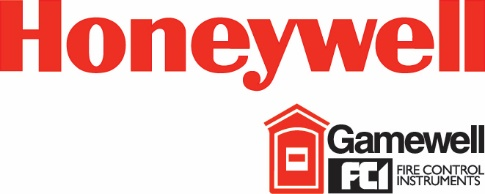 Honeywell
Gamewell
FCI FIRE CONTROL
INSTRUMENTS